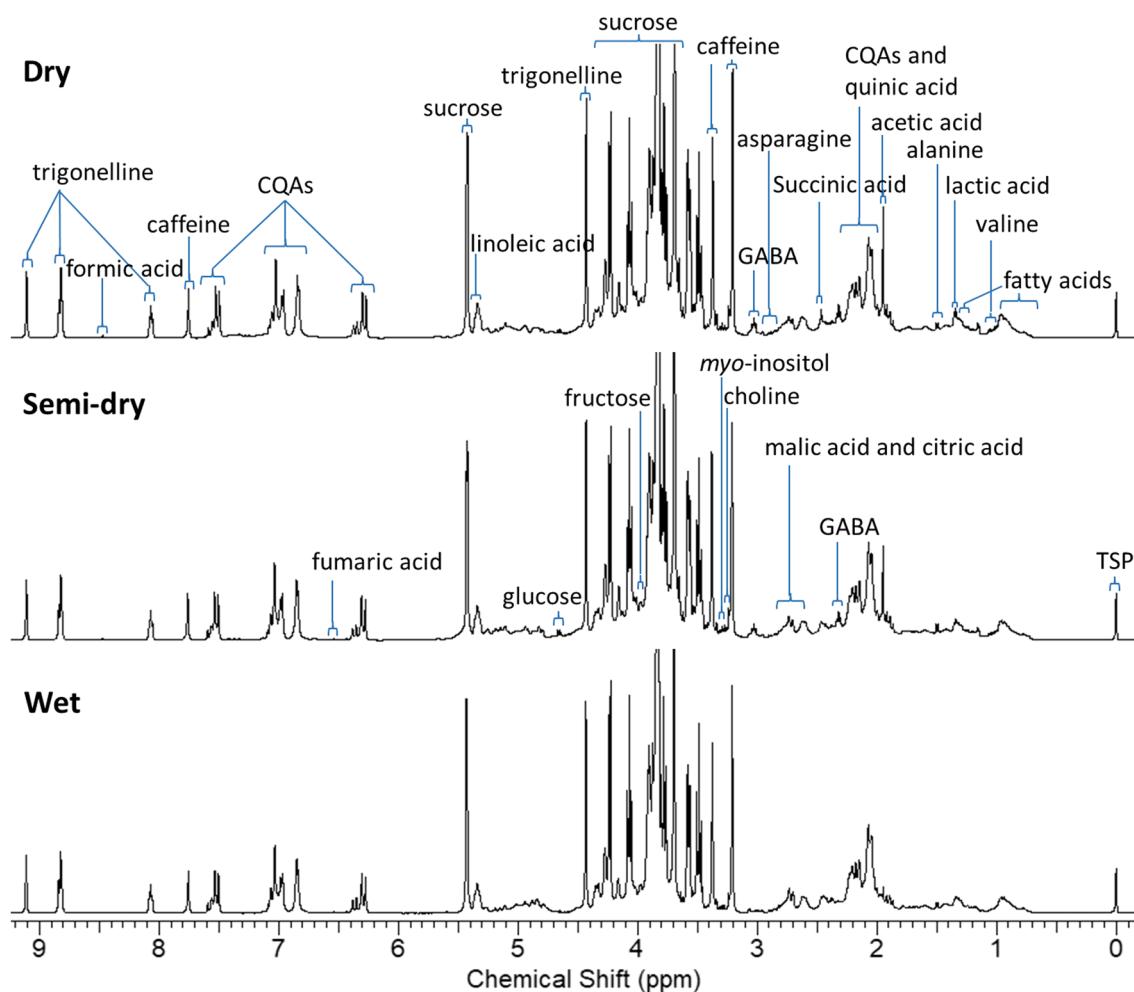 Dry
sucrose
caffeine
trigonelline
CQAs and
quinic acid
sucrose
acetic acid
asparagine
alanine
trigonelline
CQAs
Succinic acid
lactic acid
caffeine
linoleic acid
valine
formic acid
GABA
fatty acids
Semi-dry
myo-inositol
fructose
choline
malic acid and citric acid
GABA
fumaric acid
glucose
TSP
Wet
9 8 7 6 5 4 3 2 1 0
Chemical Shift (ppm)